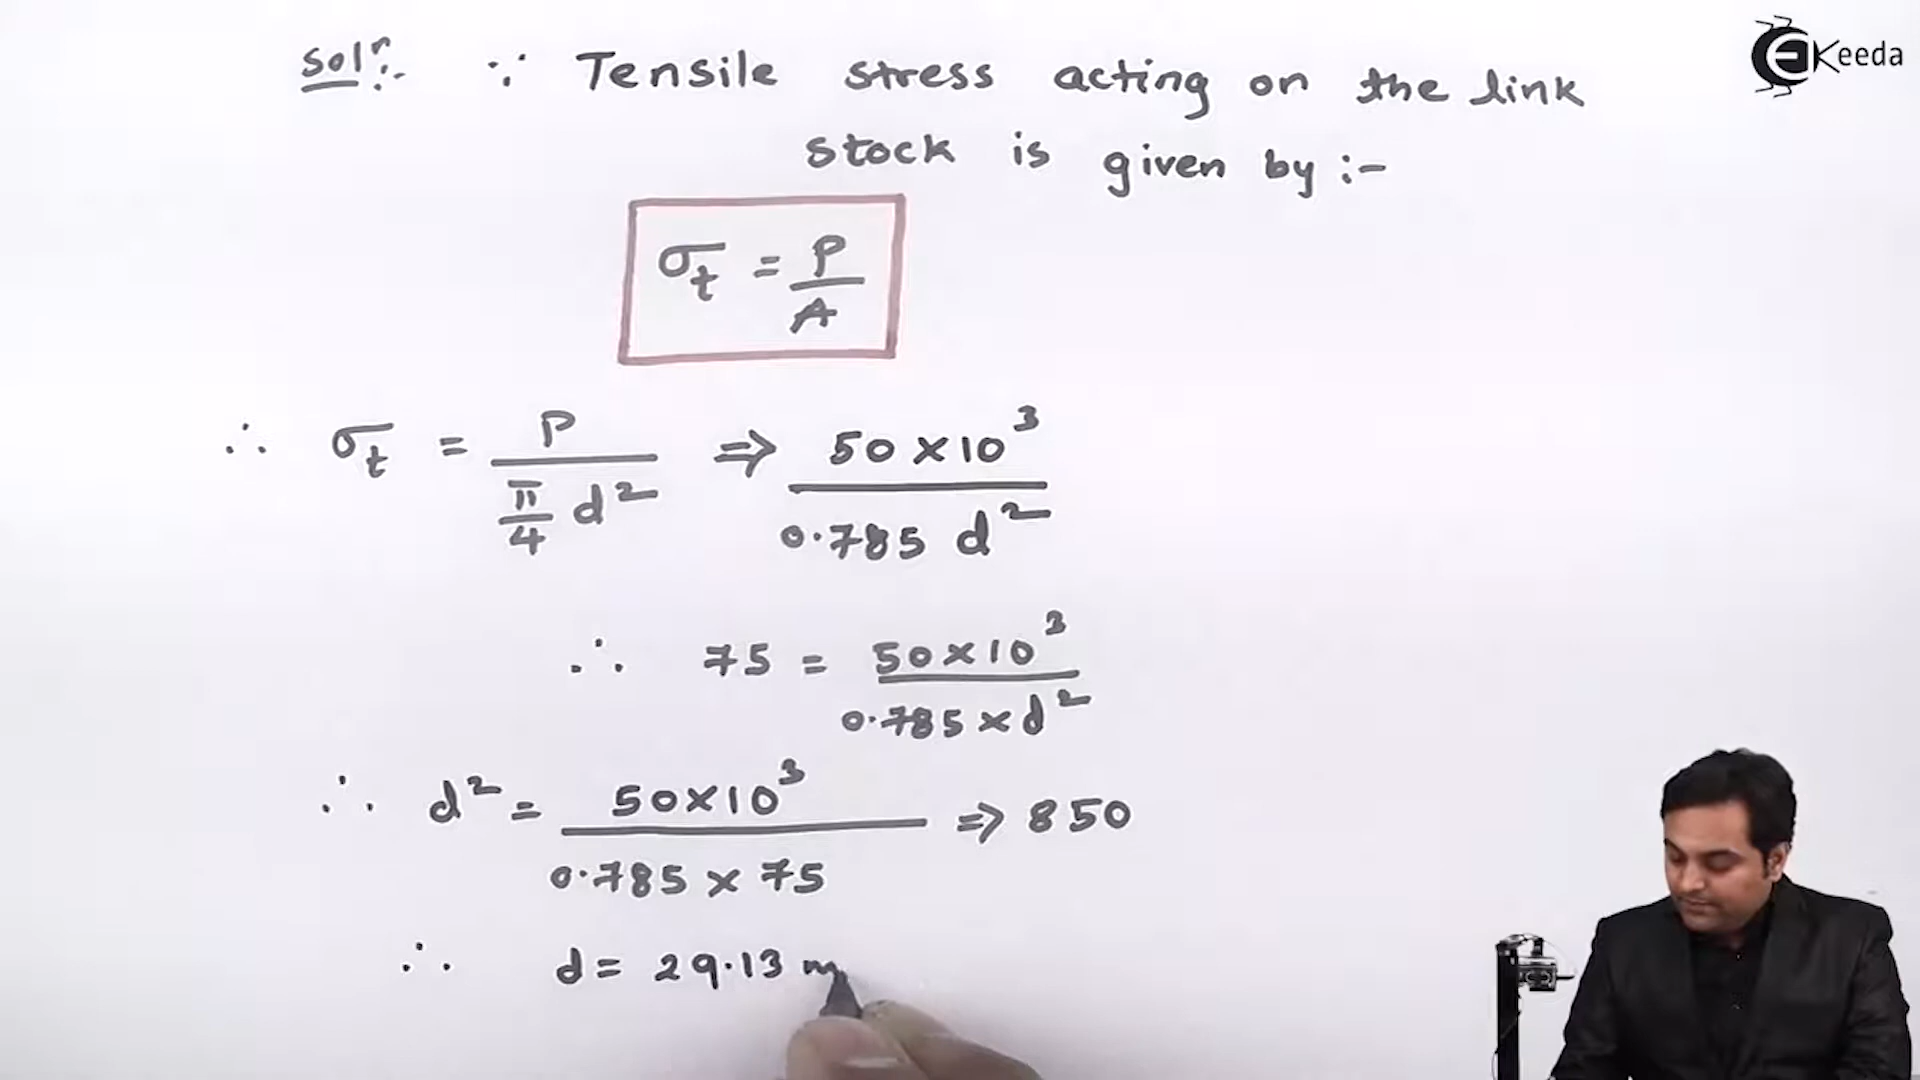 EKeeda
Solⁿ:- ∵ Tensile stress acting on the link
stock is given by :-
σt = P/A
∴ σt = P / (π/4 d²) ⇒ 50 × 10³ / 0.785 d²
∴ 75 = 50 × 10³ / 0.785 × d²
∴ d² = 50 × 10³ / 0.785 × 75 ⇒ 850
∴ d = 29.13 m